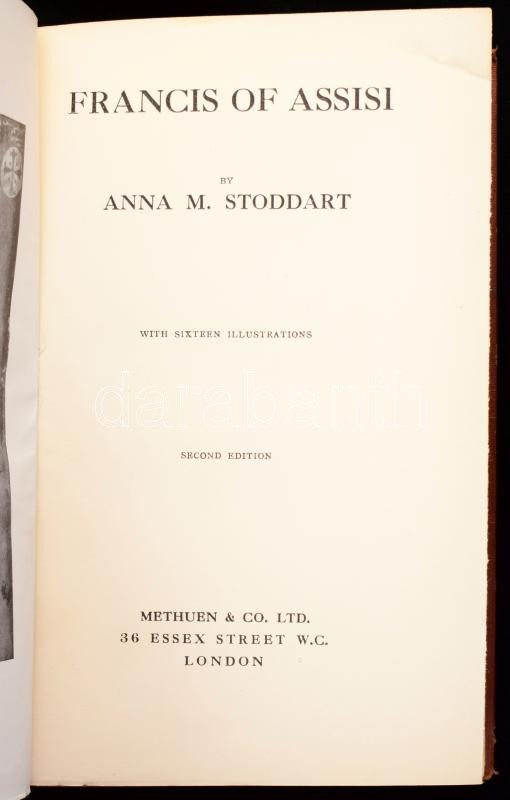 FRANCIS OF ASSISI
BY
ANNA M. STODDART
WITH SIXTEEN ILLUSTRATIONS
darabanth
SECOND EDITION
METHUEN & CO. LTD.
36 ESSEX STREET W.C.
LONDON